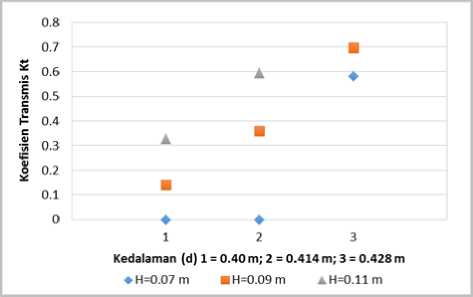 Koefisien Transmis Kt
0.8
0.7
0.6
0.5
0.4
0.3
0.2
0.1
0
1 2 3
Kedalaman (d) 1 = 0.40 m; 2 = 0.414 m; 3 = 0.428 m
H=0.07 m H=0.09 m H=0.11 m